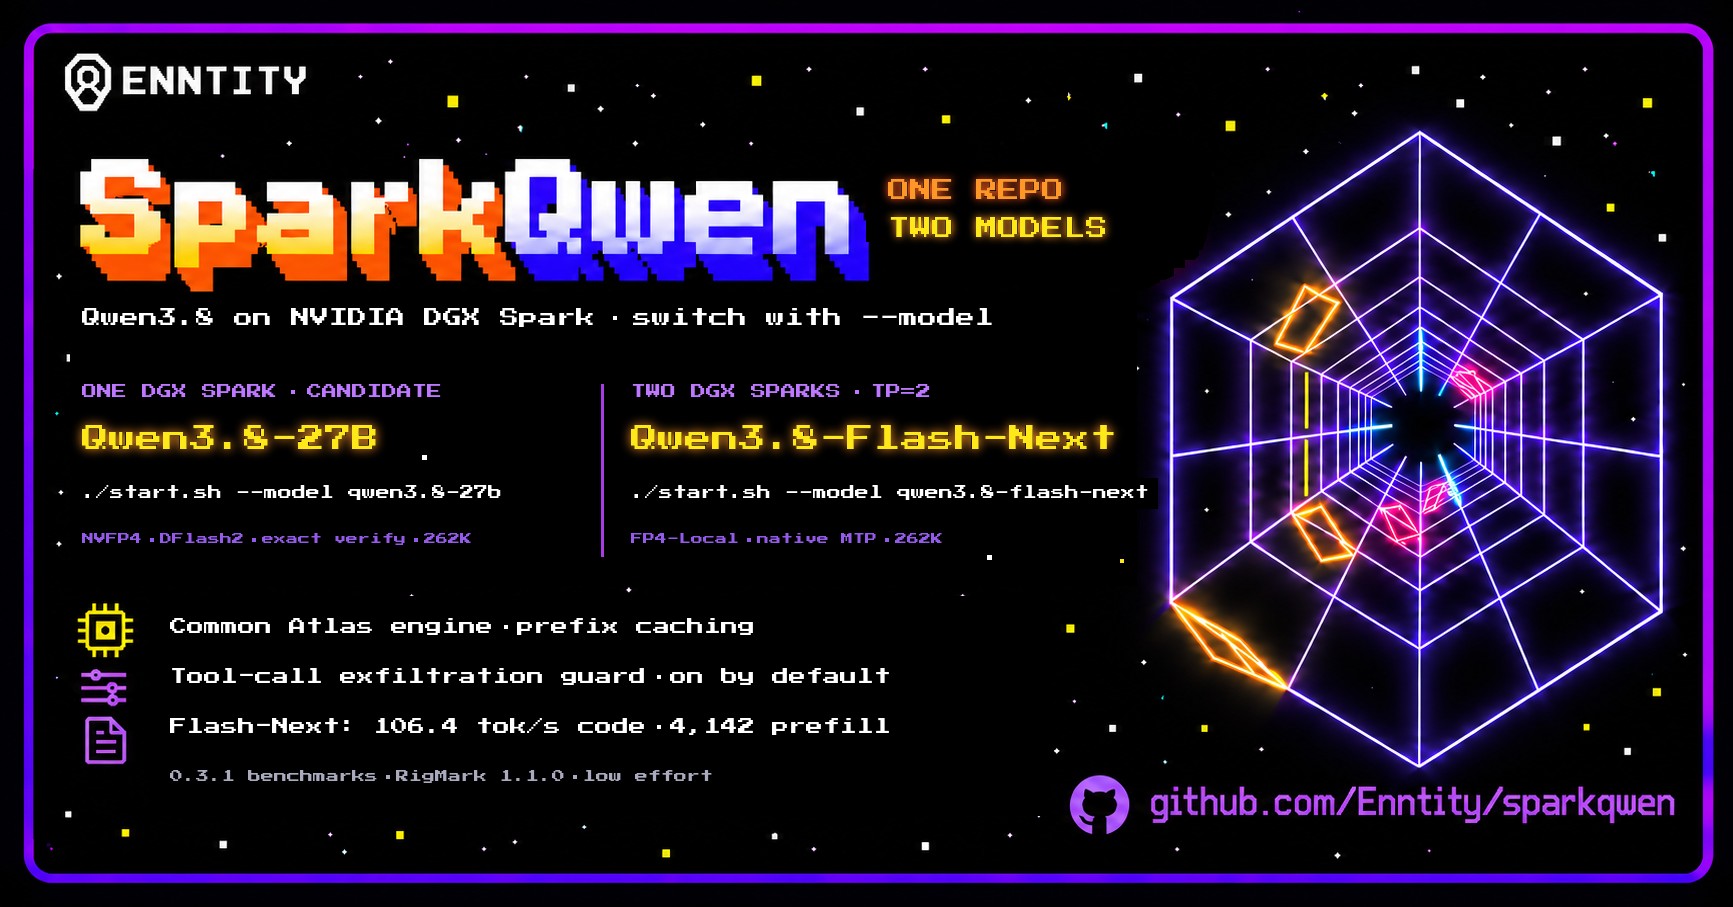 ENNTITY
SparkQwen
ONE REPO
TWO MODELS
Qwen3.8 on NVIDIA DGX Spark · switch with --model
ONE DGX SPARK · CANDIDATE
Qwen3.8-27B
./start.sh --model qwen3.8-27b
NVFP4 · DFlash2 · exact verify · 262K
TWO DGX SPARKS · TP=2
Qwen3.8-Flash-Next
./start.sh --model qwen3.8-flash-next
FP4-Local · native MTP · 262K
Common Atlas engine · prefix caching
Tool-call exfiltration guard · on by default
Flash-Next: 106.4 tok/s code · 4,142 prefill
0.3.1 benchmarks · RigMark 1.1.0 · low effort
github.com/Enntity/sparkqwen